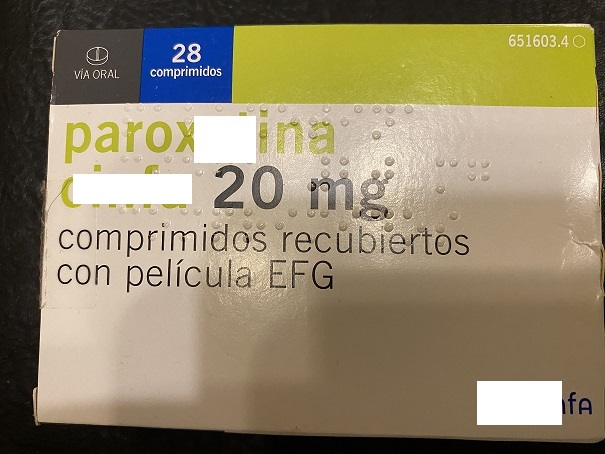 28
comprimidos
VÍA ORAL
651603.4
20 mg
comprimidos recubiertos
con película EFG